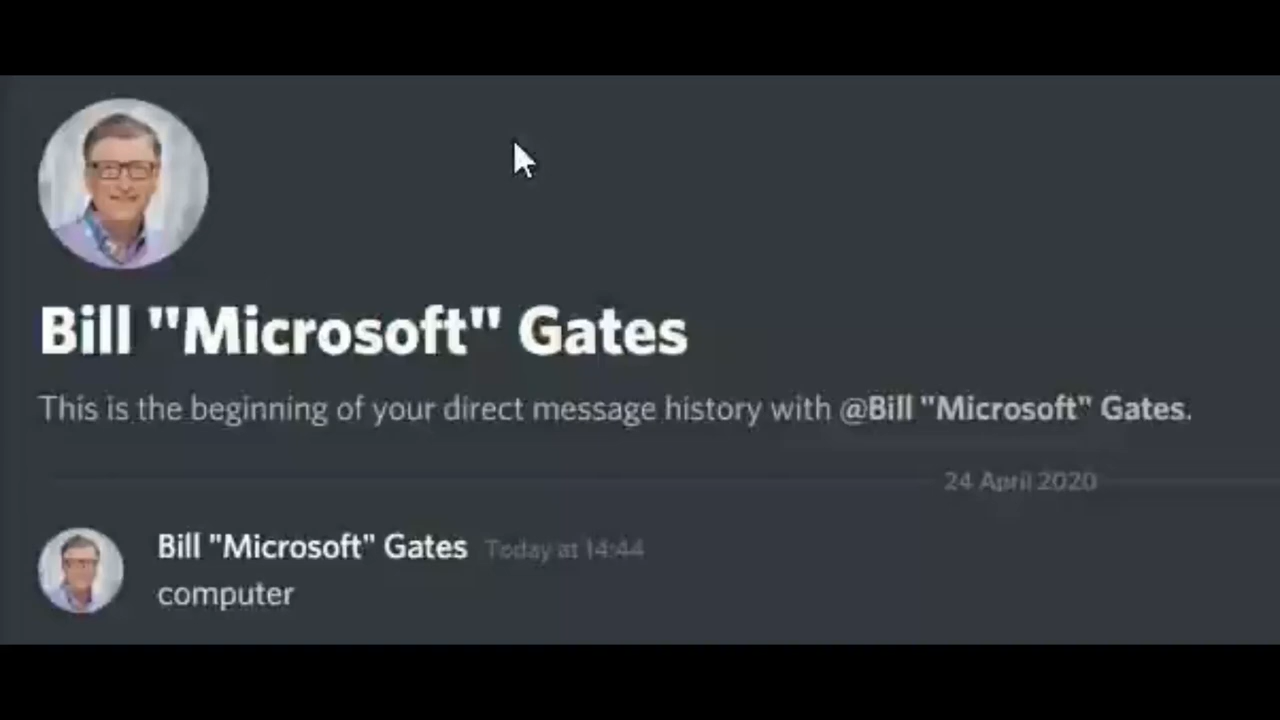 Bill "Microsoft" Gates
This is the beginning of your direct message history with @Bill "Microsoft" Gates.
24 April 2020
Bill "Microsoft" Gates Today at 14:44
computer